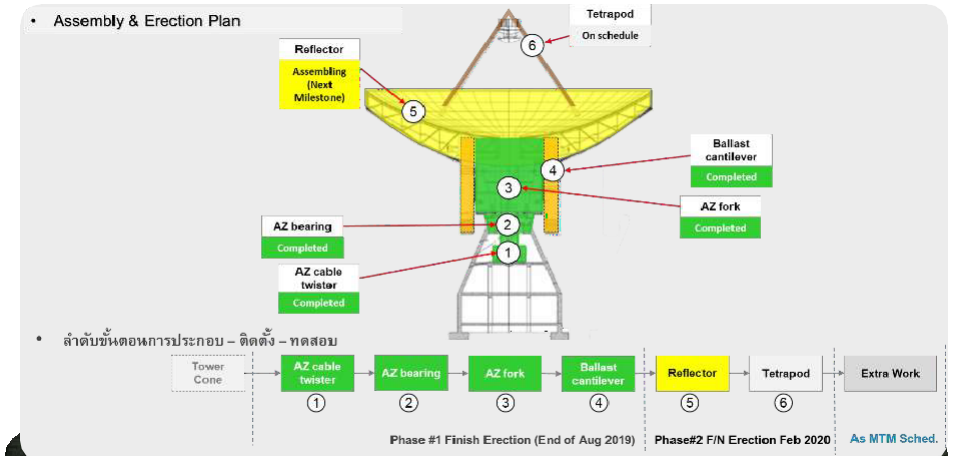 • Assembly & Erection Plan
Tetrapod
On schedule
6
Reflector
Assembling
(Next
Milestone)
5
Ballast
cantilever
Completed
4
3
AZ fork
Completed
AZ bearing
Completed
2
AZ cable
twister
Completed
1
• ลำดับขั้นตอนการประกอบ – ติดตั้ง – ทดสอบ
Tower
Cone
AZ cable
twister
AZ bearing
AZ fork
Ballast
cantilever
Reflector
Tetrapod
Extra Work
1
2
3
4
5
6
Phase #1 Finish Erection (End of Aug 2019)
Phase#2 F/N Erection Feb 2020
As MTM Sched.